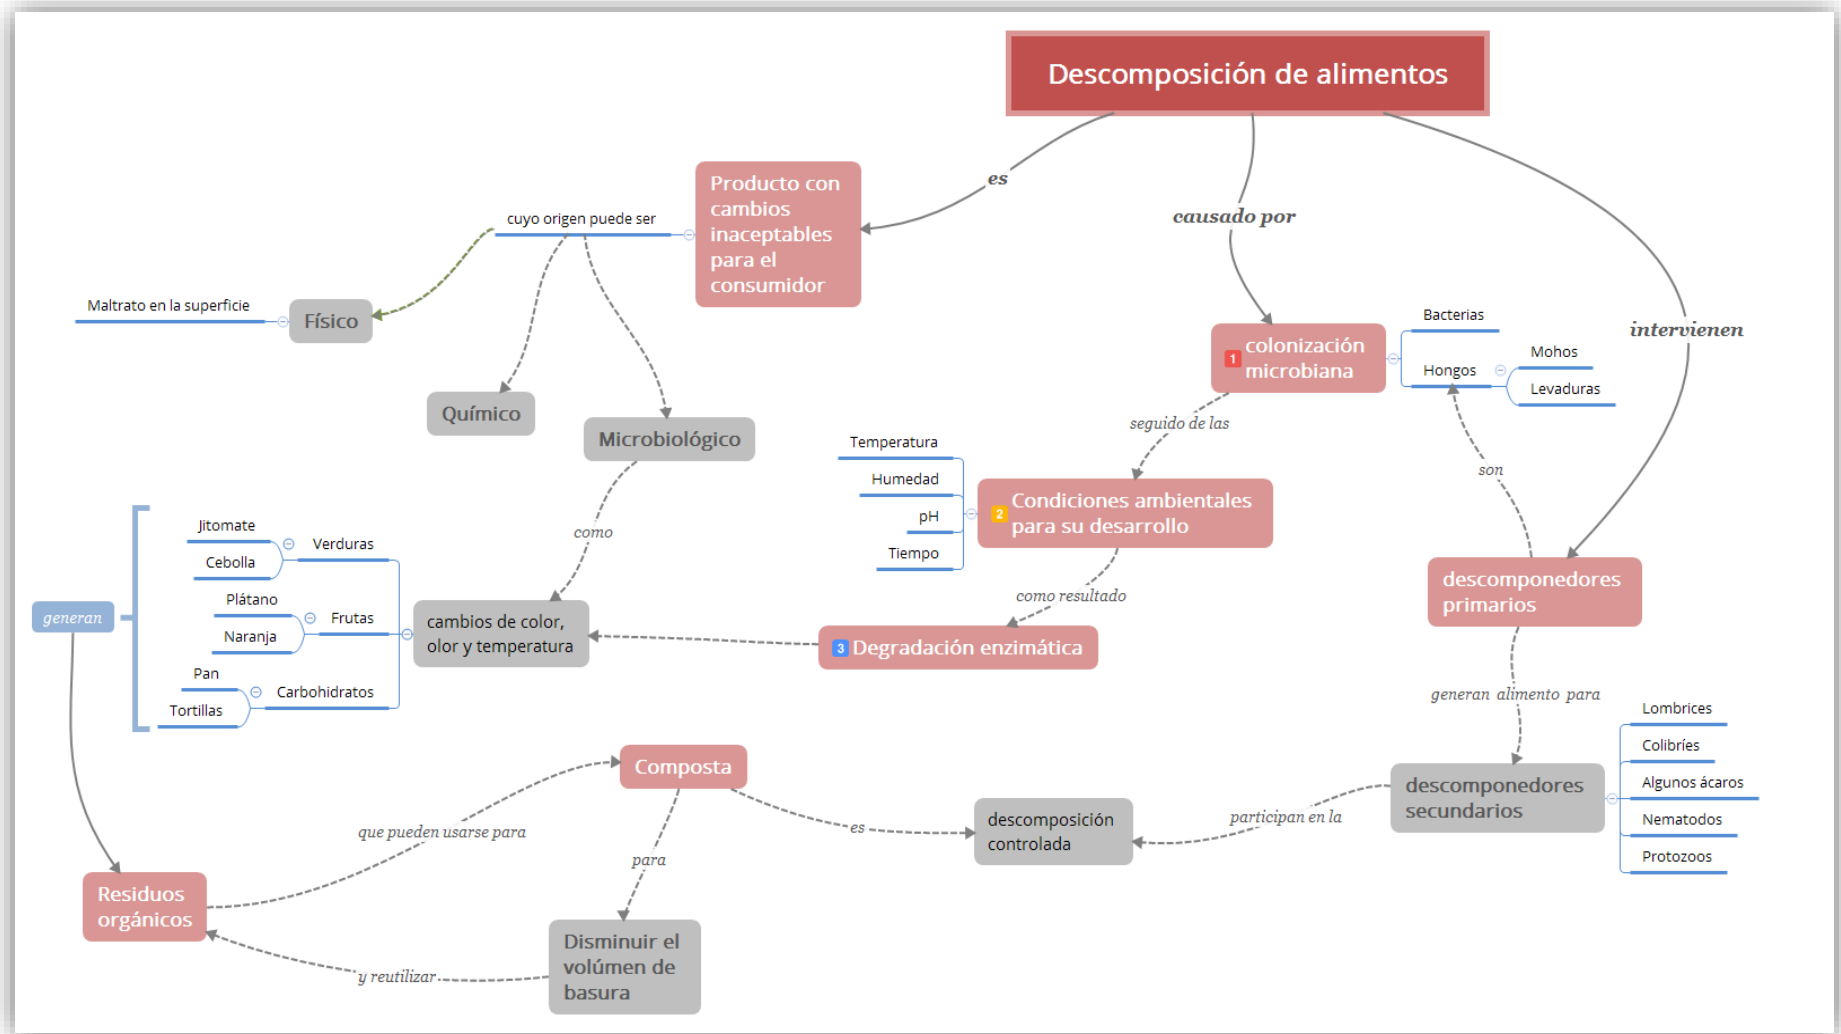 Descomposición de alimentos
es
causado por
intervienen
Producto con
cambios
inaceptables
para el
consumidor
cuyo origen puede ser
Maltrato en la superficie
Físico
Químico
Microbiológico
como
1
colonización
microbiana
Bacterias
Hongos
Mohos
Levaduras
seguido de las
son
Temperatura
Humedad
pH
Tiempo
2
Condiciones ambientales
para su desarrollo
como resultado
3
Degradación enzimática
descomponedores
primarios
cambios de color,
olor y temperatura
Verduras
Jitomate
Cebolla
Frutas
Plátano
Naranja
Carbohidratos
Pan
Tortillas
generan
generan alimento para
descomponedores
secundarios
Lombrices
Colibríes
Algunos ácaros
Nematodos
Protozoos
participan en la
descomposición
controlada
es
Composta
que pueden usarse para
para
Residuos
orgánicos
Disminuir el
volúmen de
basura
y reutilizar